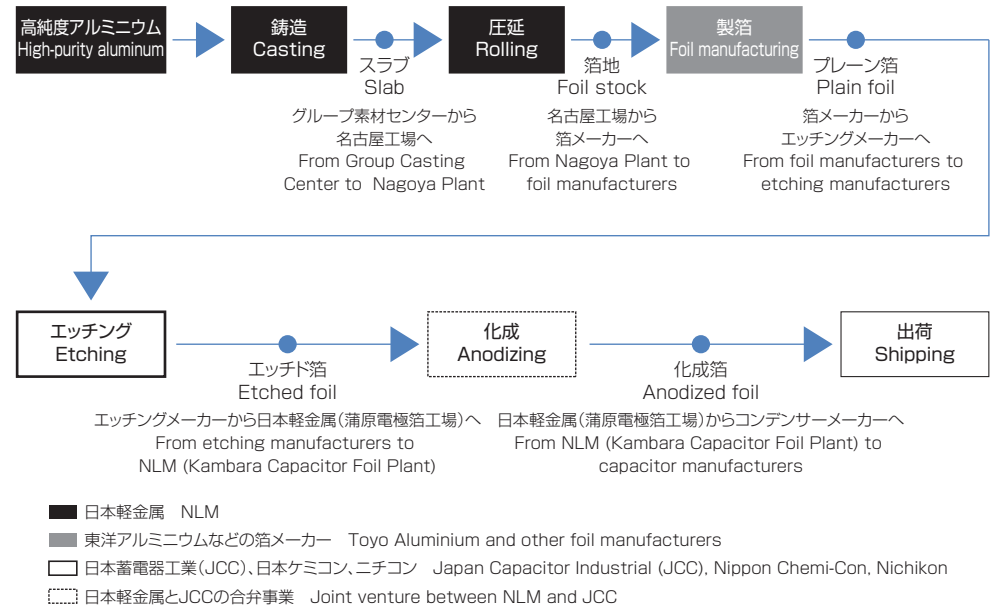 高純度アルミニウム
High-purity aluminum
鋳造
Casting
スラブ
Slab
グループ素材センターから
名古屋工場へ
From Group Casting
Center to Nagoya Plant
圧延
Rolling
箔地
Foil stock
名古屋工場から
箔メーカーへ
From Nagoya Plant to
foil manufacturers
製箔
Foil manufacturing
プレーン箔
Plain foil
箔メーカーから
エッチングメーカーへ
From foil manufacturers to
etching manufacturers
エッチング
Etching
エッチド箔
Etched foil
エッチングメーカーから日本軽金属(蒲原電極箔工場)へ
From etching manufacturers to
NLM (Kambara Capacitor Foil Plant)
化成
Anodizing
化成箔
Anodized foil
日本軽金属(蒲原電極箔工場)からコンデンサーメーカーへ
From NLM (Kambara Capacitor Foil Plant) to
capacitor manufacturers
出荷
Shipping
日本軽金属 NLM
東洋アルミニウムなどの箔メーカー Toyo Aluminium and other foil manufacturers
日本蓄電器工業(JCC)、日本ケミコン、ニチコン Japan Capacitor Industrial (JCC), Nippon Chemi-Con, Nichikon
日本軽金属とJCCの合弁事業 Joint venture between NLM and JCC